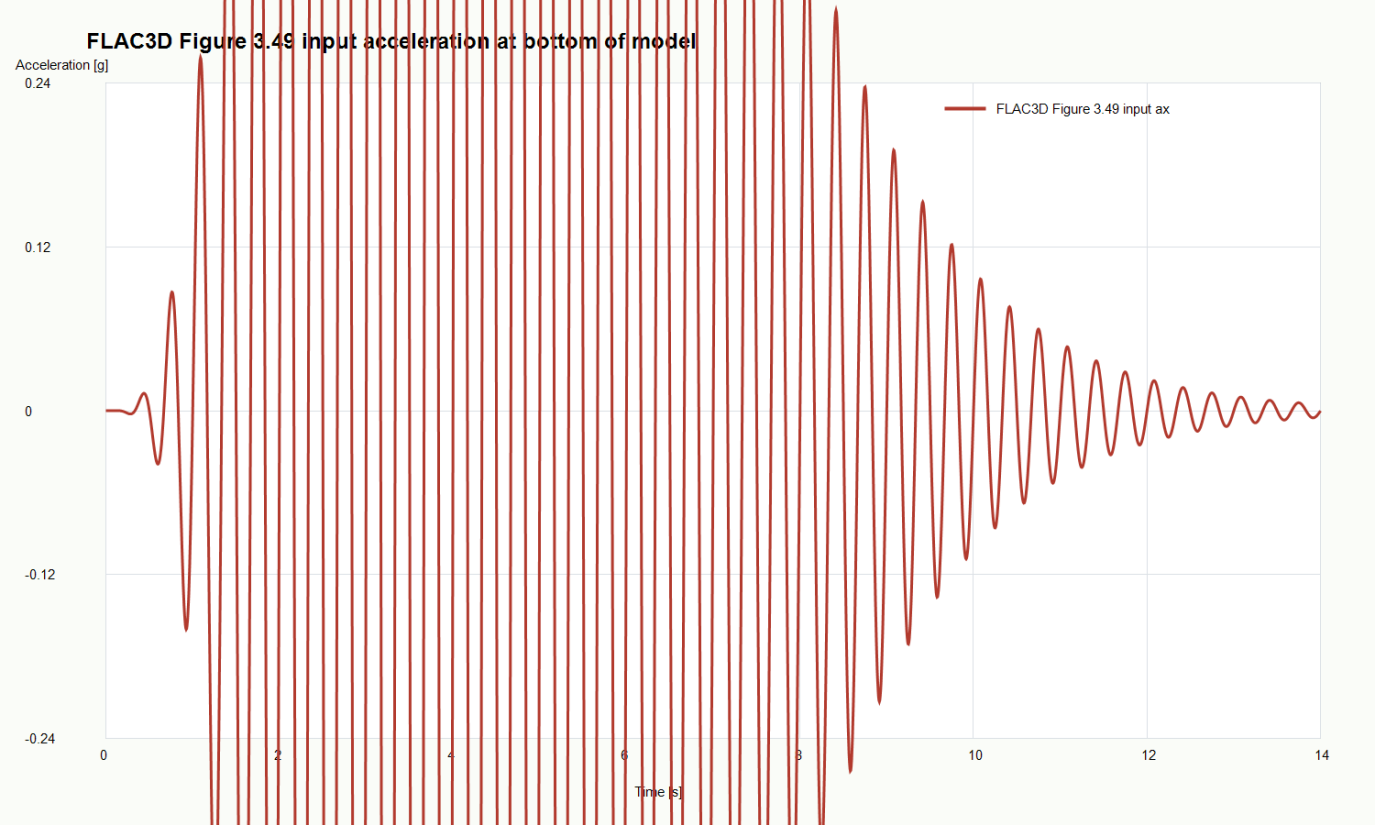 FLAC3D Figure 3.49 input acceleration at bottom of model
Acceleration [g]
0.24
FLAC3D Figure 3.49 input ax
0.12
0
-0.12
-0.24
0 2 4 6 8 10 12 14
Time [s]